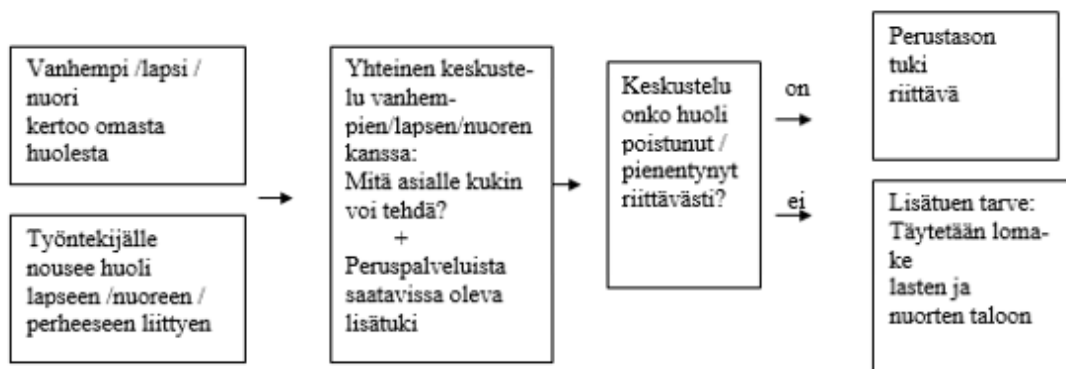 Vanhempi /lapsi /
nuori
kertoo omasta
huolesta
Työntekijälle
nousee huoli
lapseen /nuoreen /
perheeseen liittyen
Yhteinen keskuste-
lu vanhem-
pien/lapsen/nuoren
kanssa:
Mitä asialle kukin
voi tehdä?
+
Peruspalveluista
saatavissa oleva
lisätuki
Keskustelu
onko huoli
poistunut /
pienentynyt
riittävästi?
on
ei
Perustason
tuki
riittävä
Lisätuen tarve:
Täytetään loma-
ke
lasten ja
nuorten taloon